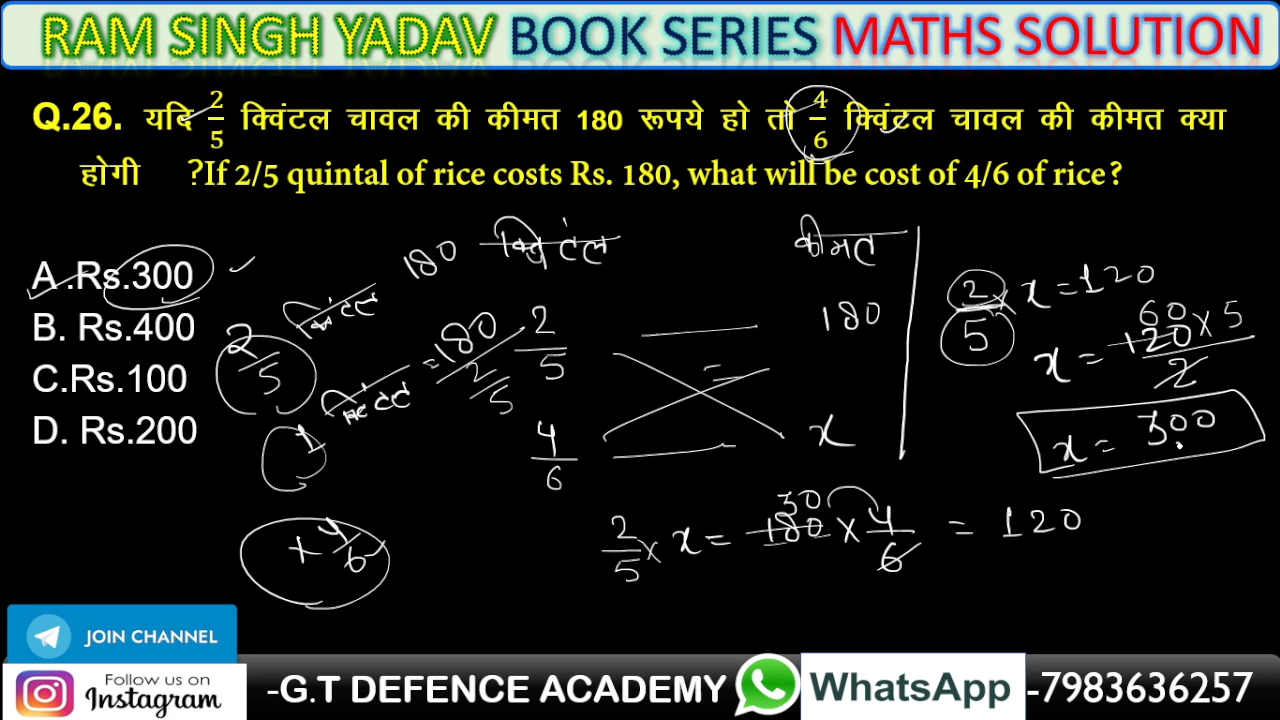 RAM SINGH YADAV BOOK SERIES MATHS SOLUTION
Q.26. यदि 2/5 क्विंटल चावल की कीमत 180 रूपये हो तो 4/6 क्विंटल चावल की कीमत क्या
होगी ?If 2/5 quintal of rice costs Rs. 180, what will be cost of 4/6 of rice?
A .Rs.300
B. Rs.400
C.Rs.100
D. Rs.200
180 कीमत
2/5 = 180/(2/5) 2/5 180
1
4/6 x
× 4/6
2/5 × x = 180 × 4/6 = 120
30
2/5 × x = 120
60
x = 120 × 5/2
x = 300
JOIN CHANNEL
Follow us on
Instagram
-G.T DEFENCE ACADEMY WhatsApp -7983636257